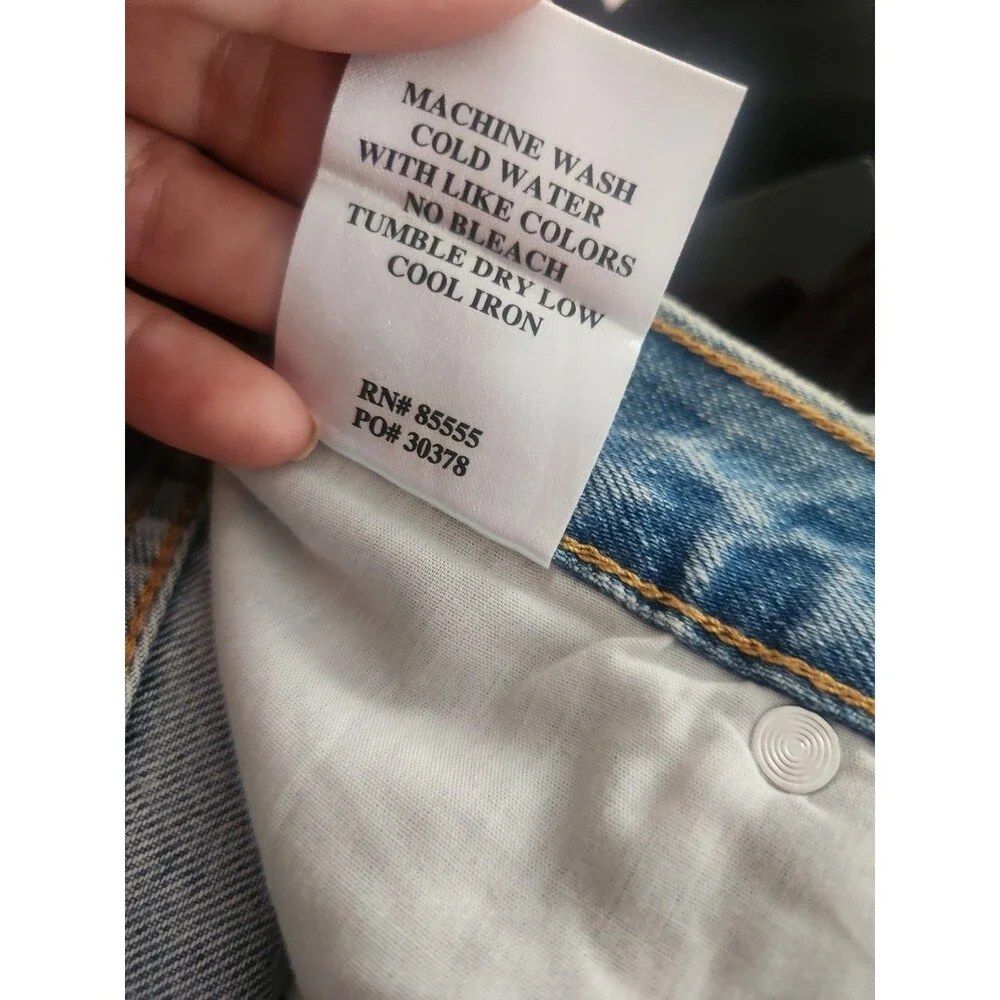 MACHINE WASH
COLD WATER
WITH LIKE COLORS
NO BLEACH
TUMBLE DRY LOW
COOL IRON
RN# 85555
PO# 30378